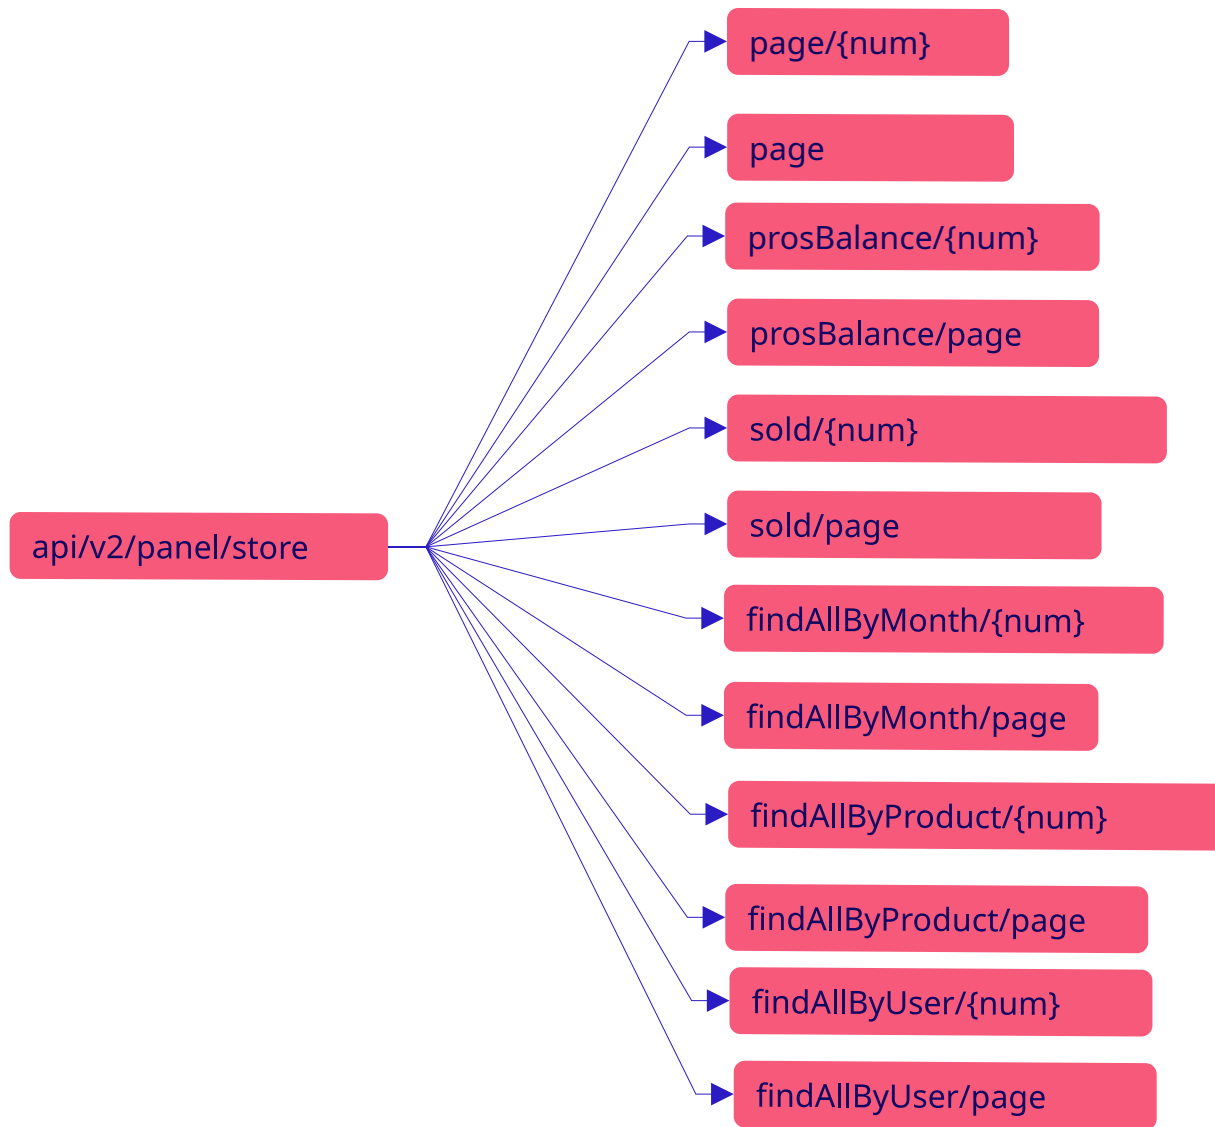 page/{num}
page
prosBalance/{num}
prosBalance/page
sold/{num}
sold/page
api/v2/panel/store
findAllByMonth/{num}
findAllByMonth/page
findAllByProduct/{num}
findAllByProduct/page
findAllByUser/{num}
findAllByUser/page